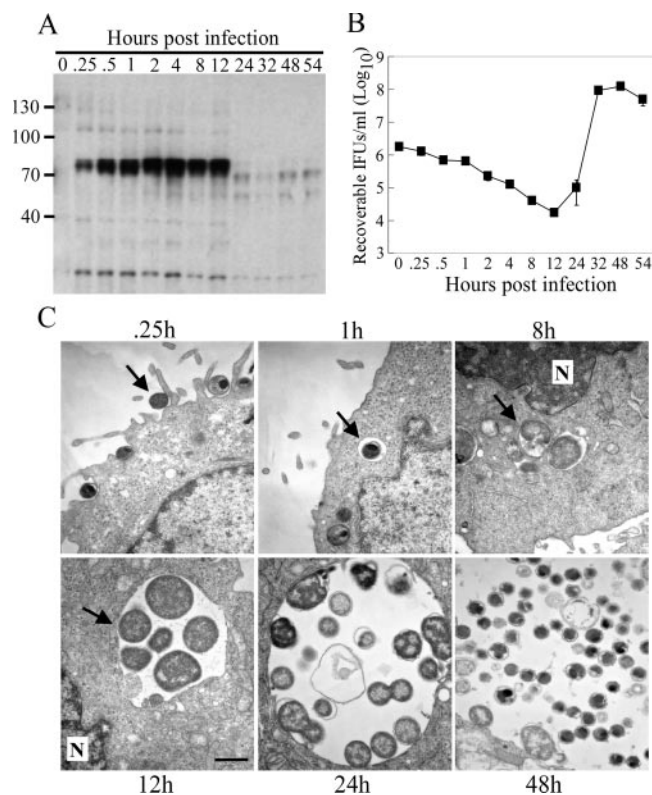 A
Hours post infection
0 .25 .5 1 2 4 8 12 24 32 48 54
130
100
70
40
B
Recoverable IFUs/ml (Log10)
9
8
7
6
5
4
3
0 .25 .5 1 2 4 8 12 24 32 48 54
Hours post infection
C
.25h 1h 8h
N
N
12h 24h 48h